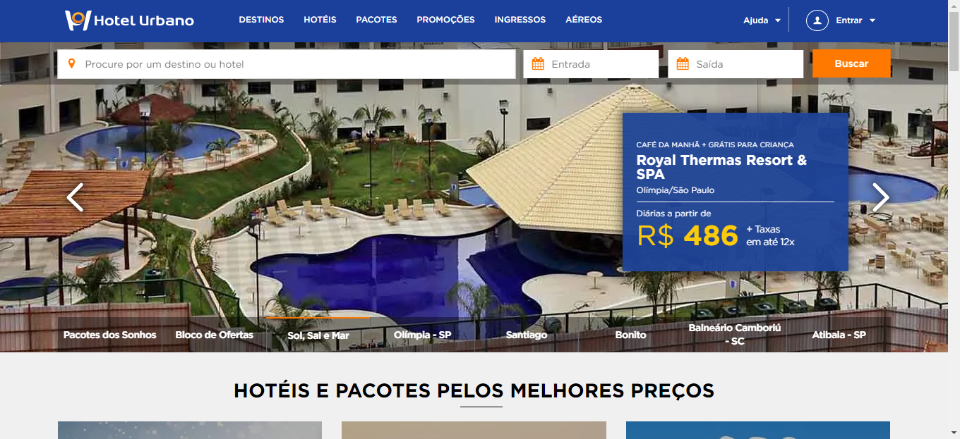 Hotel Urbano
DESTINOS HOTÉIS PACOTES PROMOÇÕES INGRESSOS AÉREOS Ajuda Entrar
Procure por um destino ou hotel Entrada Saída Buscar
CAFÉ DA MANHÃ + GRÁTIS PARA CRIANÇA
Royal Thermas Resort &
SPA
Olímpia/São Paulo
Diárias a partir de
R$ 486 + Taxas
em até 12x
Pacotes dos Sonhos Bloco de Ofertas Sol, Sal e Mar Olímpia - SP Santiago Bonito Balneário Camboriú
- SC
Atibaia - SP
HOTÉIS E PACOTES PELOS MELHORES PREÇOS